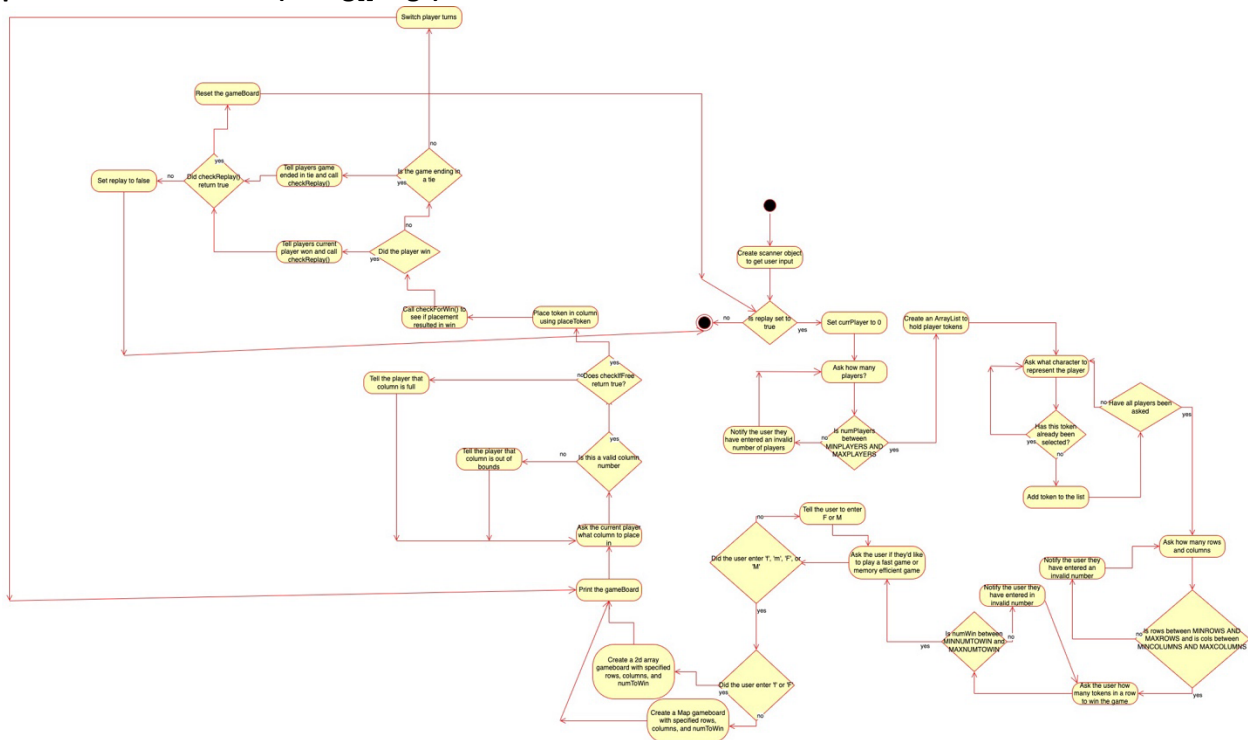 Switch player turns
Reset the gameBoard
no
yes
Did checkReplay()
return true
no
Set replay to false
Tell players game
ended in tie and call
checkReplay()
Is the game ending in
a tie
yes
no
Tell players current
player won and call
checkReplay()
Did the player win
yes
Call checkForWin() to
see if placement
resulted in win
Place token in column
using placeToken
Create scanner object
to get user input
Is replay set to
true
no
yes
Set currPlayer to 0
Create an ArrayList to
hold player tokens
yes
Does checkIfFree
return true?
no
Tell the player that
column is full
Ask how many
players?
Ask what character to
represent the player
Notify the user they
have entered an invalid
number of players
no
Is numPlayers
between
MINPLAYERS AND
MAXPLAYERS
yes
Has this token
already been
selected?
yes
no
Have all players been
asked
no
yes
Add token to the list
yes
Is this a valid column
number
no
Tell the player that
column is out of
bounds
Ask the current player
what column to place
in
Print the gameBoard
Tell the user to enter
F or M
no
Did the user enter 'f', 'm', 'F', or
'M'
yes
Ask the user if they'd like
to play a fast game or
memory efficient game
Ask how many rows
and columns
Notify the user they
have entered an
invalid number
Notify the user they
have entered in
invalid number
Is numWin between
MINNUMTOWIN and
MAXNUMTOWIN
yes
no
no
Is rows between MINROWS AND
MAXROWS and is cols between
MINCOLUMNS AND MAXCOLUMNS
yes
Ask the user how
many tokens in a row
to win the game
Create a 2d array
gameboard with specified
rows, columns, and
numToWin
Did the user enter 'f' or 'F'
yes
no
Create a Map gameboard
with specified rows,
columns, and numToWin